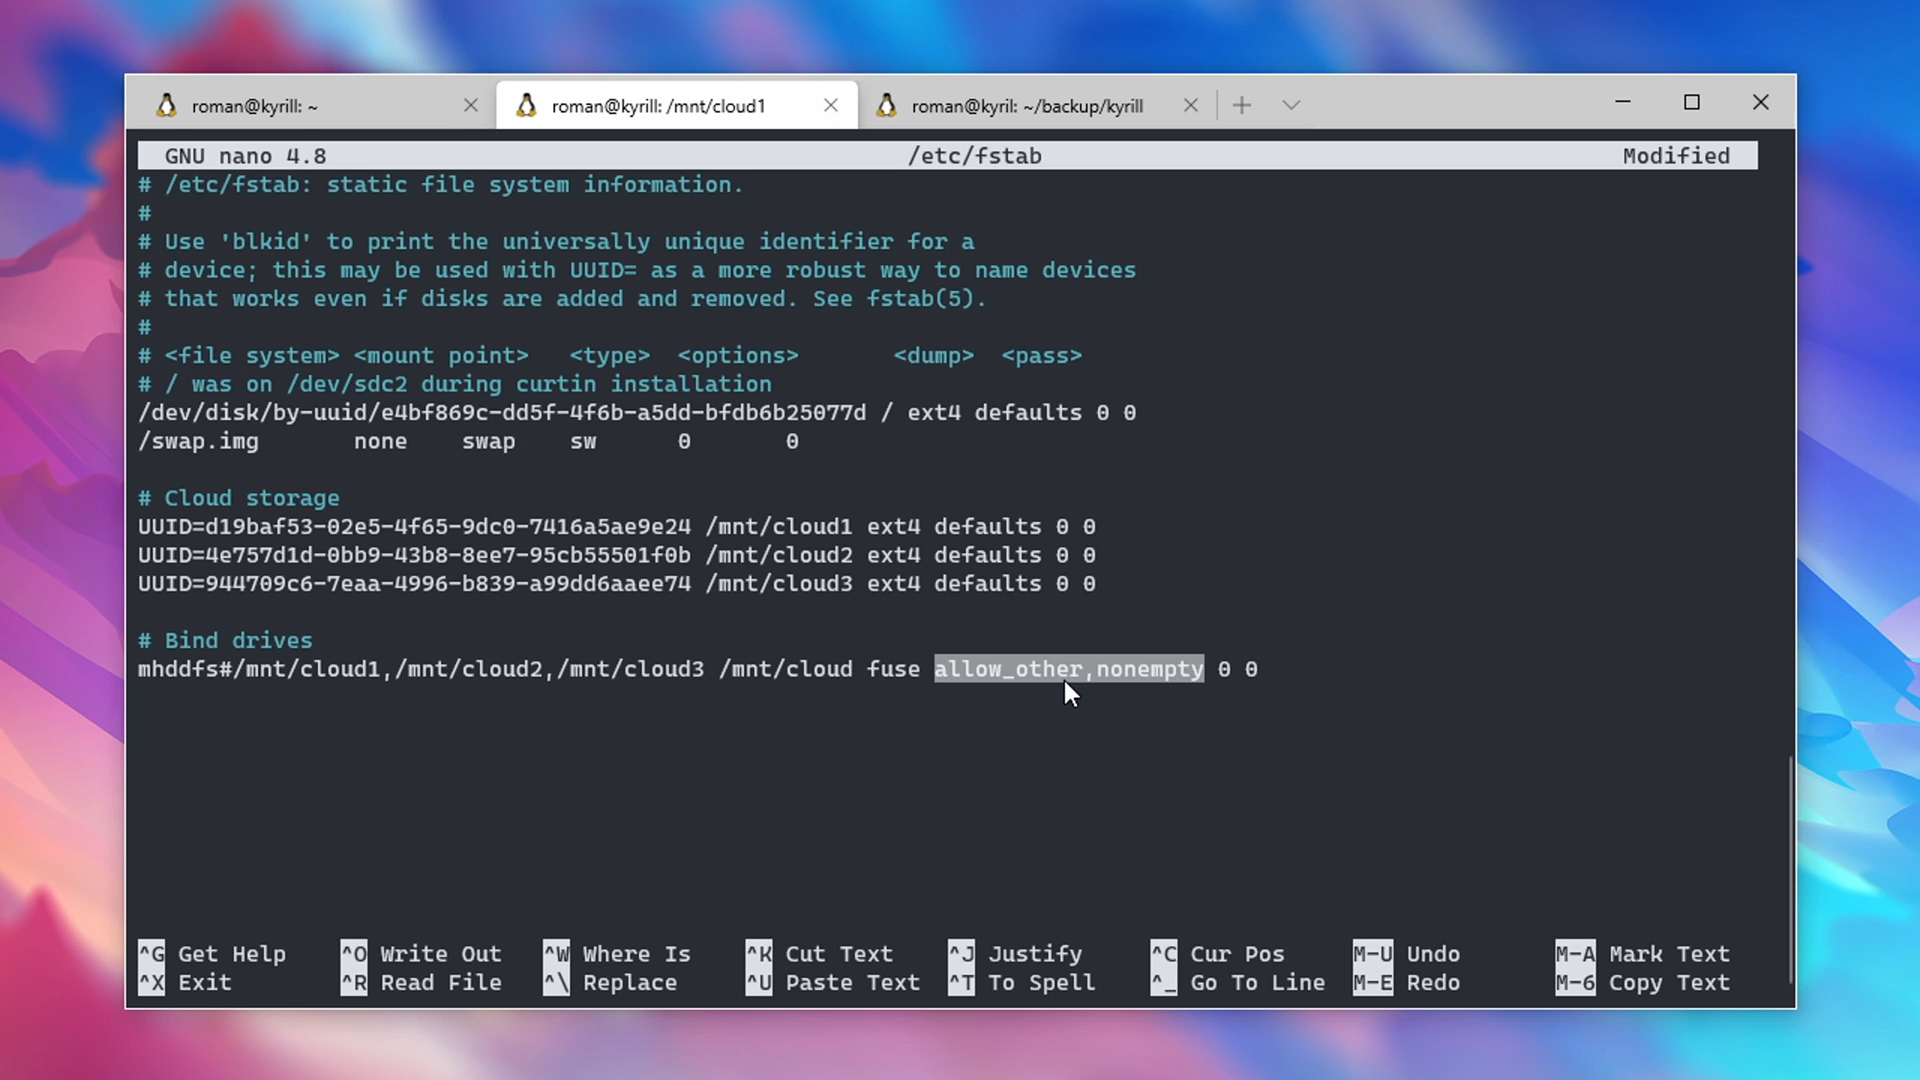 roman@kyrill: ~
roman@kyrill: /mnt/cloud1
roman@kyril: ~/backup/kyrill
GNU nano 4.8 /etc/fstab Modified
# /etc/fstab: static file system information.
#
# Use 'blkid' to print the universally unique identifier for a
# device; this may be used with UUID= as a more robust way to name devices
# that works even if disks are added and removed. See fstab(5).
#
# <file system> <mount point>   <type>  <options>       <dump>  <pass>
# / was on /dev/sdc2 during curtin installation
/dev/disk/by-uuid/e4bf869c-dd5f-4f6b-a5dd-bfdb6b25077d / ext4 defaults 0 0
/swap.img       none    swap    sw      0       0
# Cloud storage
UUID=d19baf53-02e5-4f65-9dc0-7416a5ae9e24 /mnt/cloud1 ext4 defaults 0 0
UUID=4e757d1d-0bb9-43b8-8ee7-95cb55501f0b /mnt/cloud2 ext4 defaults 0 0
UUID=944709c6-7eaa-4996-b839-a99dd6aaee74 /mnt/cloud3 ext4 defaults 0 0
# Bind drives
mhddfs#/mnt/cloud1,/mnt/cloud2,/mnt/cloud3 /mnt/cloud fuse allow_other,nonempty 0 0
^G Get Help ^O Write Out ^W Where Is ^K Cut Text ^J Justify ^C Cur Pos M-U Undo M-A Mark Text
^X Exit ^R Read File ^\ Replace ^U Paste Text ^T To Spell ^_ Go To Line M-E Redo M-6 Copy Text